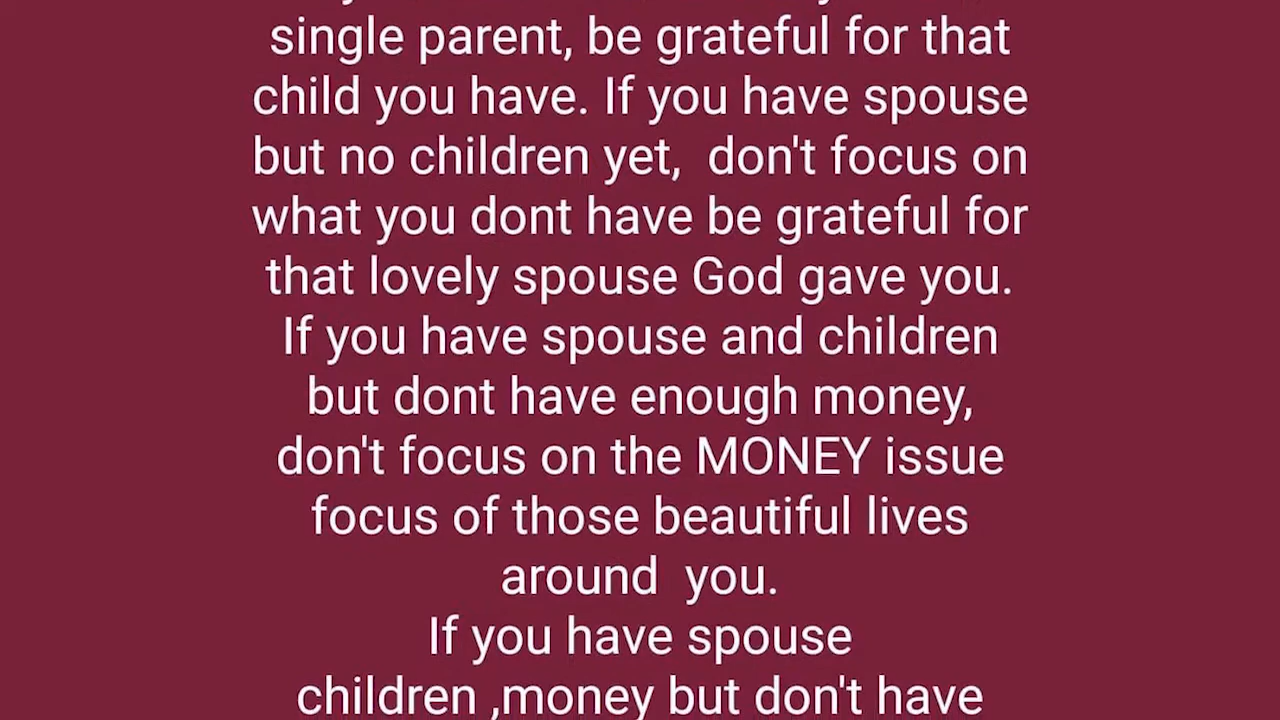 single parent, be grateful for that
child you have. If you have spouse
but no children yet,  don't focus on
what you dont have be grateful for
that lovely spouse God gave you.
If you have spouse and children
but dont have enough money,
don't focus on the MONEY issue
focus of those beautiful lives
around  you.
If you have spouse
children ,money but don't have